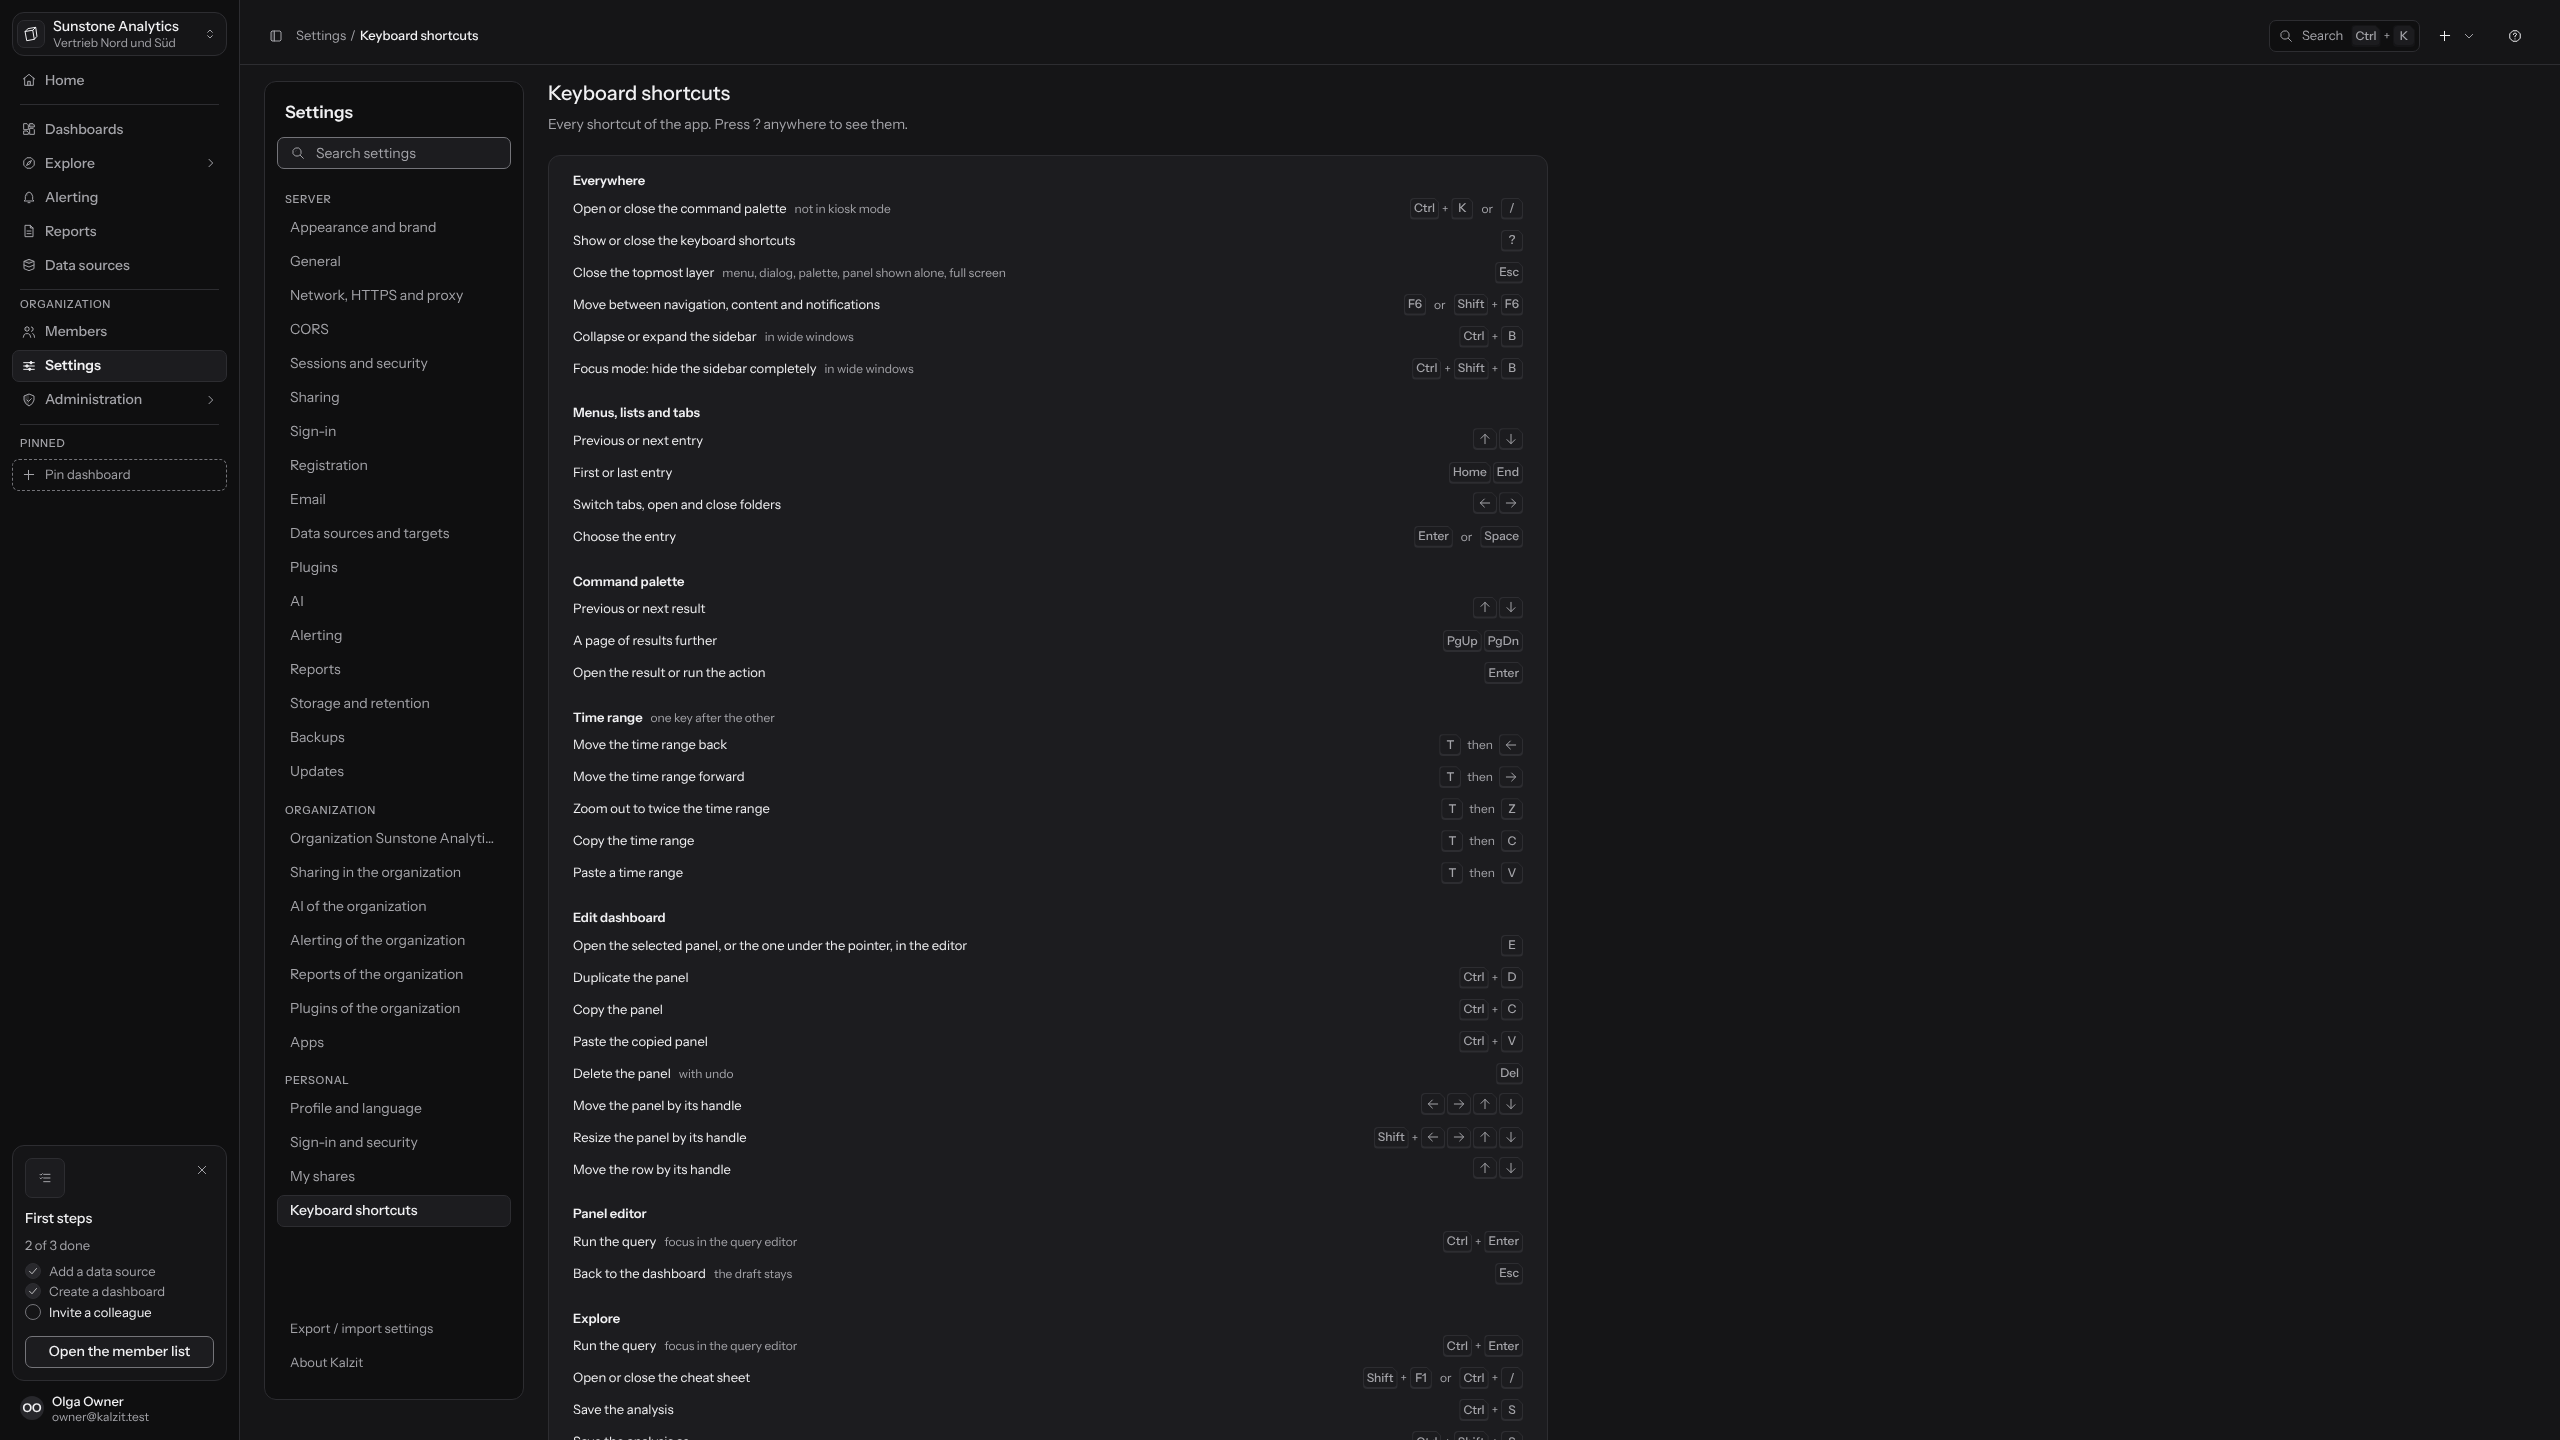 Sunstone Analytics
Vertrieb Nord und Süd
Home
Dashboards
Explore
Alerting
Reports
Data sources
ORGANIZATION
Members
Settings
Administration
PINNED
Pin dashboard
First steps
2 of 3 done
Add a data source
Create a dashboard
Invite a colleague
Open the member list
OO
Olga Owner
owner@kalzit.test
Settings / Keyboard shortcuts
Search Ctrl + K
Settings
Search settings
SERVER
Appearance and brand
General
Network, HTTPS and proxy
CORS
Sessions and security
Sharing
Sign-in
Registration
Email
Data sources and targets
Plugins
AI
Alerting
Reports
Storage and retention
Backups
Updates
ORGANIZATION
Organization Sunstone Analyti...
Sharing in the organization
AI of the organization
Alerting of the organization
Reports of the organization
Plugins of the organization
Apps
PERSONAL
Profile and language
Sign-in and security
My shares
Keyboard shortcuts
Export / import settings
About Kalzit
Keyboard shortcuts
Every shortcut of the app. Press ? anywhere to see them.
Everywhere
Open or close the command palette not in kiosk mode Ctrl + K or /
Show or close the keyboard shortcuts ?
Close the topmost layer menu, dialog, palette, panel shown alone, full screen Esc
Move between navigation, content and notifications F6 or Shift + F6
Collapse or expand the sidebar in wide windows Ctrl + B
Focus mode: hide the sidebar completely in wide windows Ctrl + Shift + B
Menus, lists and tabs
Previous or next entry ↑ ↓
First or last entry Home End
Switch tabs, open and close folders ← →
Choose the entry Enter or Space
Command palette
Previous or next result ↑ ↓
A page of results further PgUp PgDn
Open the result or run the action Enter
Time range one key after the other
Move the time range back T then ←
Move the time range forward T then →
Zoom out to twice the time range T then Z
Copy the time range T then C
Paste a time range T then V
Edit dashboard
Open the selected panel, or the one under the pointer, in the editor E
Duplicate the panel Ctrl + D
Copy the panel Ctrl + C
Paste the copied panel Ctrl + V
Delete the panel with undo Del
Move the panel by its handle ← → ↑ ↓
Resize the panel by its handle Shift + ← → ↑ ↓
Move the row by its handle ↑ ↓
Panel editor
Run the query focus in the query editor Ctrl + Enter
Back to the dashboard the draft stays Esc
Explore
Run the query focus in the query editor Ctrl + Enter
Open or close the cheat sheet Shift + F1 or Ctrl + /
Save the analysis Ctrl + S